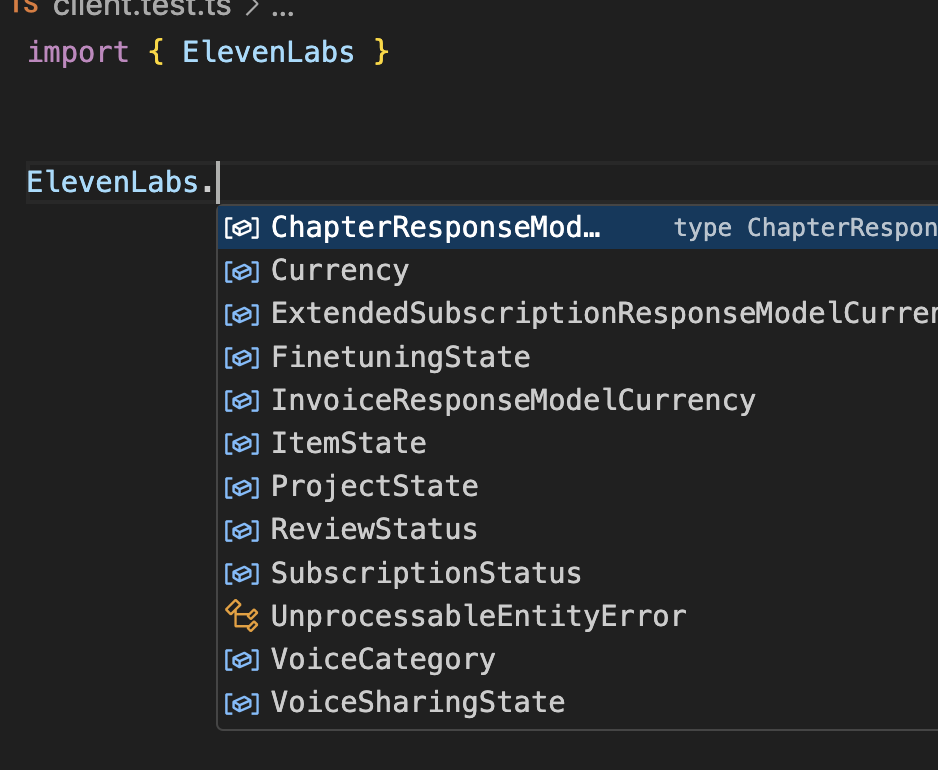 TS client.test.ts > ...
import { ElevenLabs }
ElevenLabs.
ChapterResponseMod… type ChapterRespon
Currency
ExtendedSubscriptionResponseModelCurren
FinetuningState
InvoiceResponseModelCurrency
ItemState
ProjectState
ReviewStatus
SubscriptionStatus
UnprocessableEntityError
VoiceCategory
VoiceSharingState